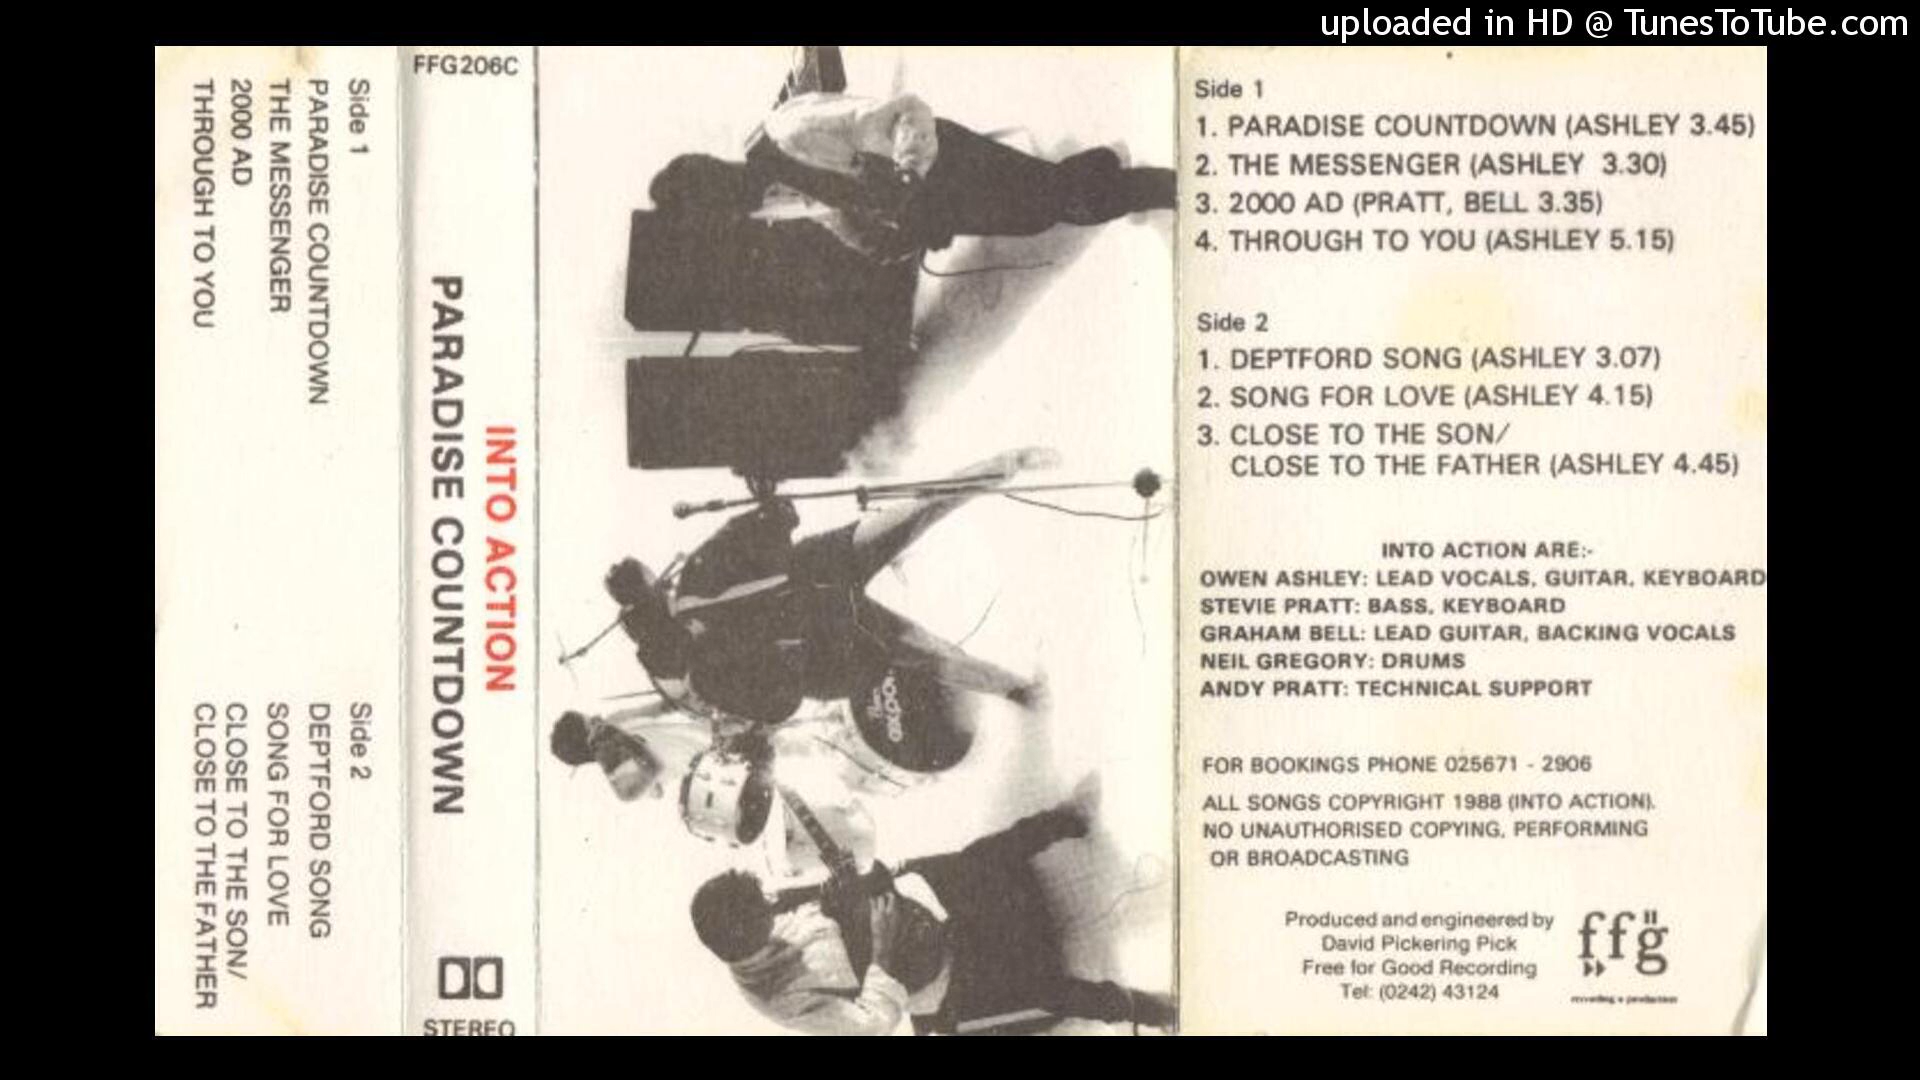 uploaded in HD @ TunesToTube.com
Side 1
PARADISE COUNTDOWN
THE MESSENGER
2000 AD
THROUGH TO YOU
Side 2
DEPTFORD SONG
SONG FOR LOVE
CLOSE TO THE SON/
CLOSE TO THE FATHER
FFG206C
INTO ACTION
PARADISE COUNTDOWN
STEREO
Side 1
1. PARADISE COUNTDOWN (ASHLEY 3.45)
2. THE MESSENGER (ASHLEY 3.30)
3. 2000 AD (PRATT, BELL 3.35)
4. THROUGH TO YOU (ASHLEY 5.15)
Side 2
1. DEPTFORD SONG (ASHLEY 3.07)
2. SONG FOR LOVE (ASHLEY 4.15)
3. CLOSE TO THE SON/
CLOSE TO THE FATHER (ASHLEY 4.45)
INTO ACTION ARE:-
OWEN ASHLEY: LEAD VOCALS, GUITAR, KEYBOARD
STEVIE PRATT: BASS, KEYBOARD
GRAHAM BELL: LEAD GUITAR, BACKING VOCALS
NEIL GREGORY: DRUMS
ANDY PRATT: TECHNICAL SUPPORT
FOR BOOKINGS PHONE 025671 - 2906
ALL SONGS COPYRIGHT 1988 (INTO ACTION).
NO UNAUTHORISED COPYING, PERFORMING
OR BROADCASTING
Produced and engineered by
David Pickering Pick
Free for Good Recording
Tel: (0242) 43124
ffg